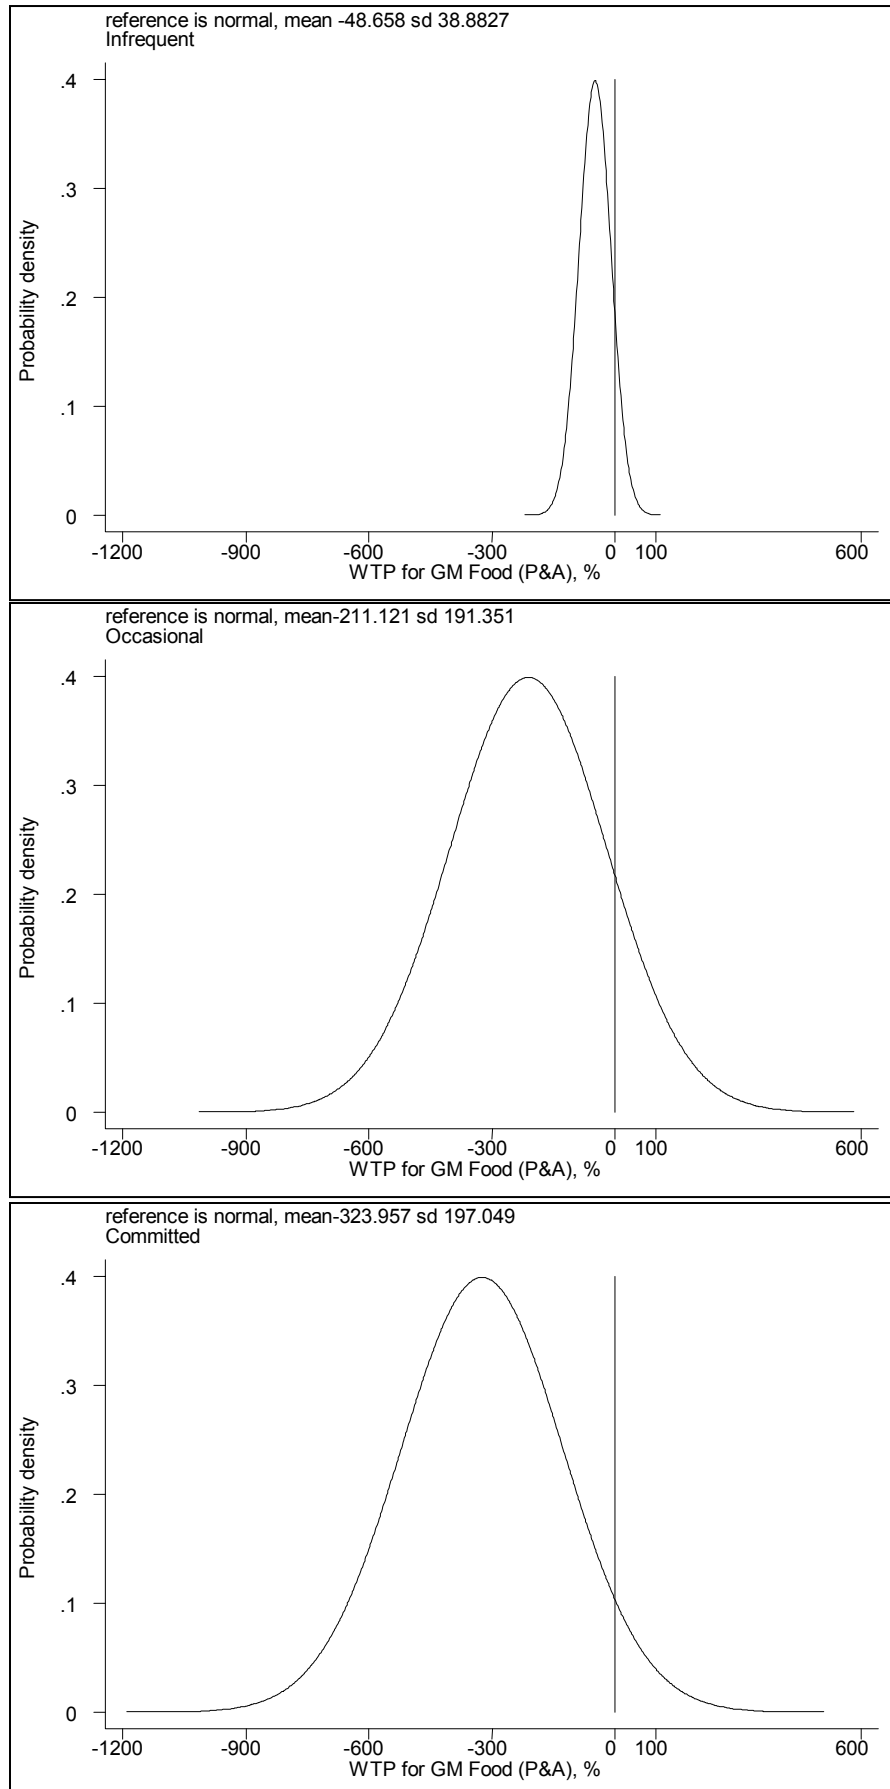 reference is normal, mean -48.658 sd 38.8827
Infrequent
Probability density
.4
.3
.2
.1
0
-1200 -900 -600 -300 0 100 600
WTP for GM Food (P&A), %
reference is normal, mean-211.121 sd 191.351
Occasional
Probability density
.4
.3
.2
.1
0
-1200 -900 -600 -300 0 100 600
WTP for GM Food (P&A), %
reference is normal, mean-323.957 sd 197.049
Committed
Probability density
.4
.3
.2
.1
0
-1200 -900 -600 -300 0 100 600
WTP for GM Food (P&A), %